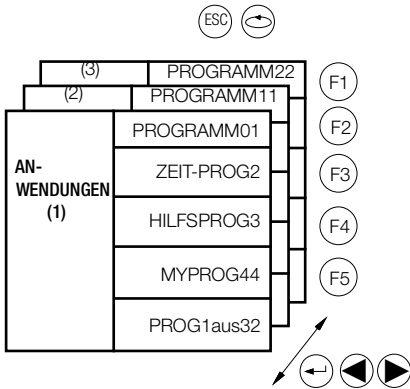 ESC
(3) PROGRAMM22 F1
(2) PROGRAMM11
PROGRAMM01 F2
AN- ZEIT-PROG2 F3
WENDUNGEN
(1) HILFSPROG3 F4
MYPROG44 F5
PROG1aus32